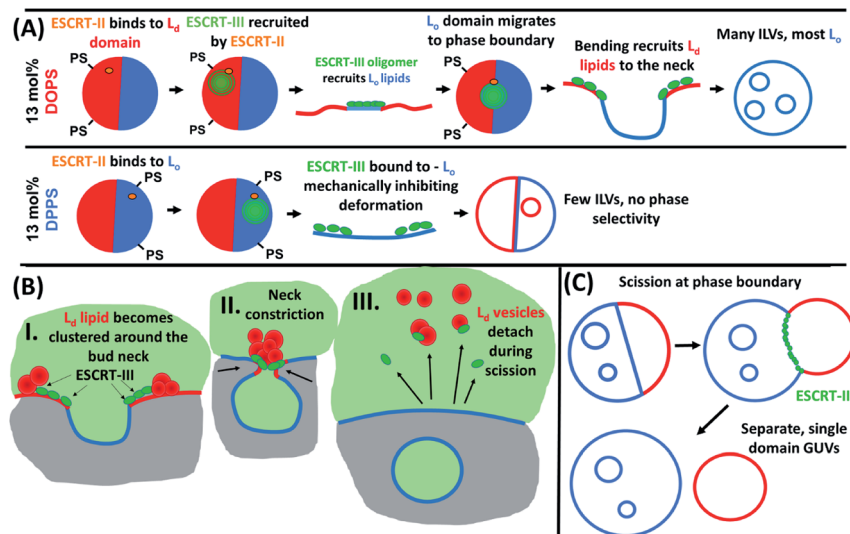 (A)
ESCRT-II binds to Ld
domain
ESCRT-III recruited
by ESCRT-II
Lo domain migrates
to phase boundary
Bending recruits Ld
lipids to the neck
Many ILVs, most Lo
13 mol%
DOPS
PS
PS
PS
PS
ESCRT-III oligomer
recruits Lo lipids
PS
PS
13 mol%
DPPS
ESCRT-II binds to Lo
PS
PS
PS
PS
ESCRT-III bound to - Lo
mechanically inhibiting
deformation
Few ILVs, no phase
selectivity
(B)
I.
Ld lipid becomes
clustered around the
bud neck
ESCRT-III
II.
Neck
constriction
III.
Ld vesicles
detach
during
scission
(C)
Scission at phase boundary
ESCRT-II
Separate, single
domain GUVs